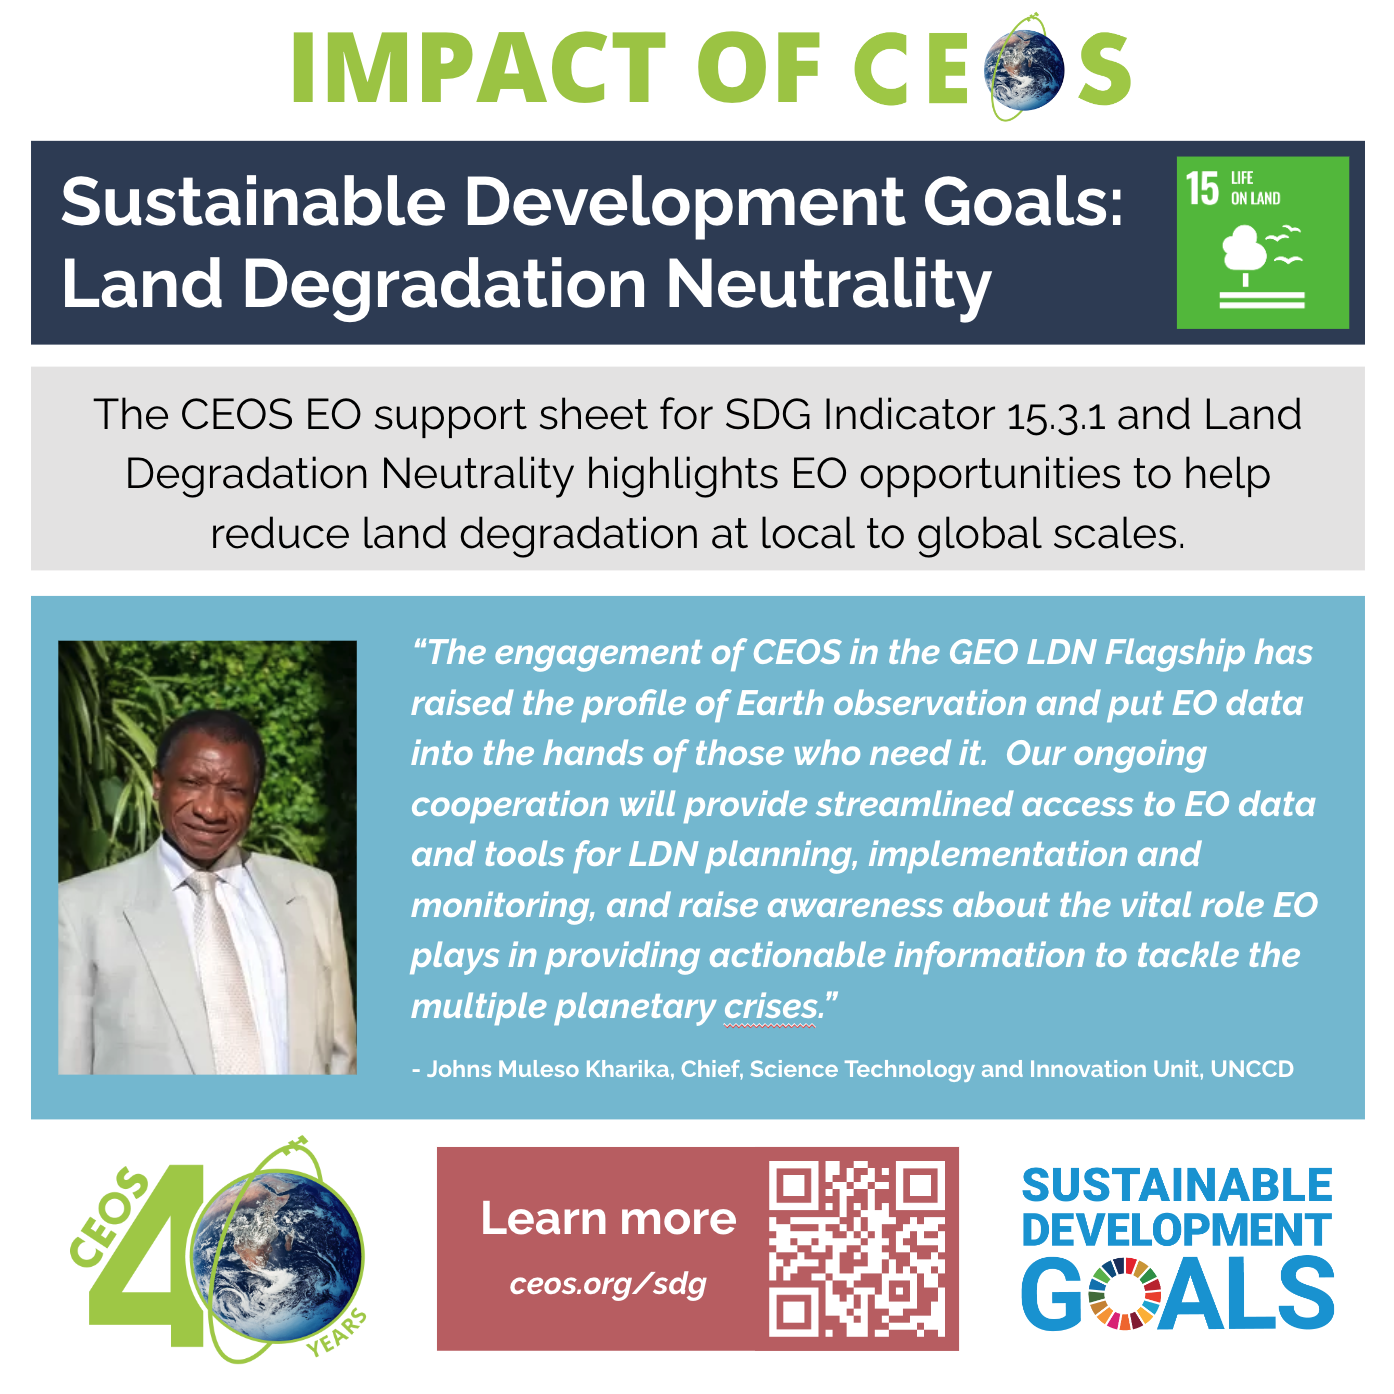 IMPACT OF CEOS
Sustainable Development Goals:
Land Degradation Neutrality
15 LIFE
ON LAND
The CEOS EO support sheet for SDG Indicator 15.3.1 and Land
Degradation Neutrality highlights EO opportunities to help
reduce land degradation at local to global scales.
“The engagement of CEOS in the GEO LDN Flagship has
raised the profile of Earth observation and put EO data
into the hands of those who need it.  Our ongoing
cooperation will provide streamlined access to EO data
and tools for LDN planning, implementation and
monitoring, and raise awareness about the vital role EO
plays in providing actionable information to tackle the
multiple planetary crises.”
- Johns Muleso Kharika, Chief, Science Technology and Innovation Unit, UNCCD
CEOS
40
YEARS
Learn more
ceos.org/sdg
SUSTAINABLE
DEVELOPMENT
GOALS